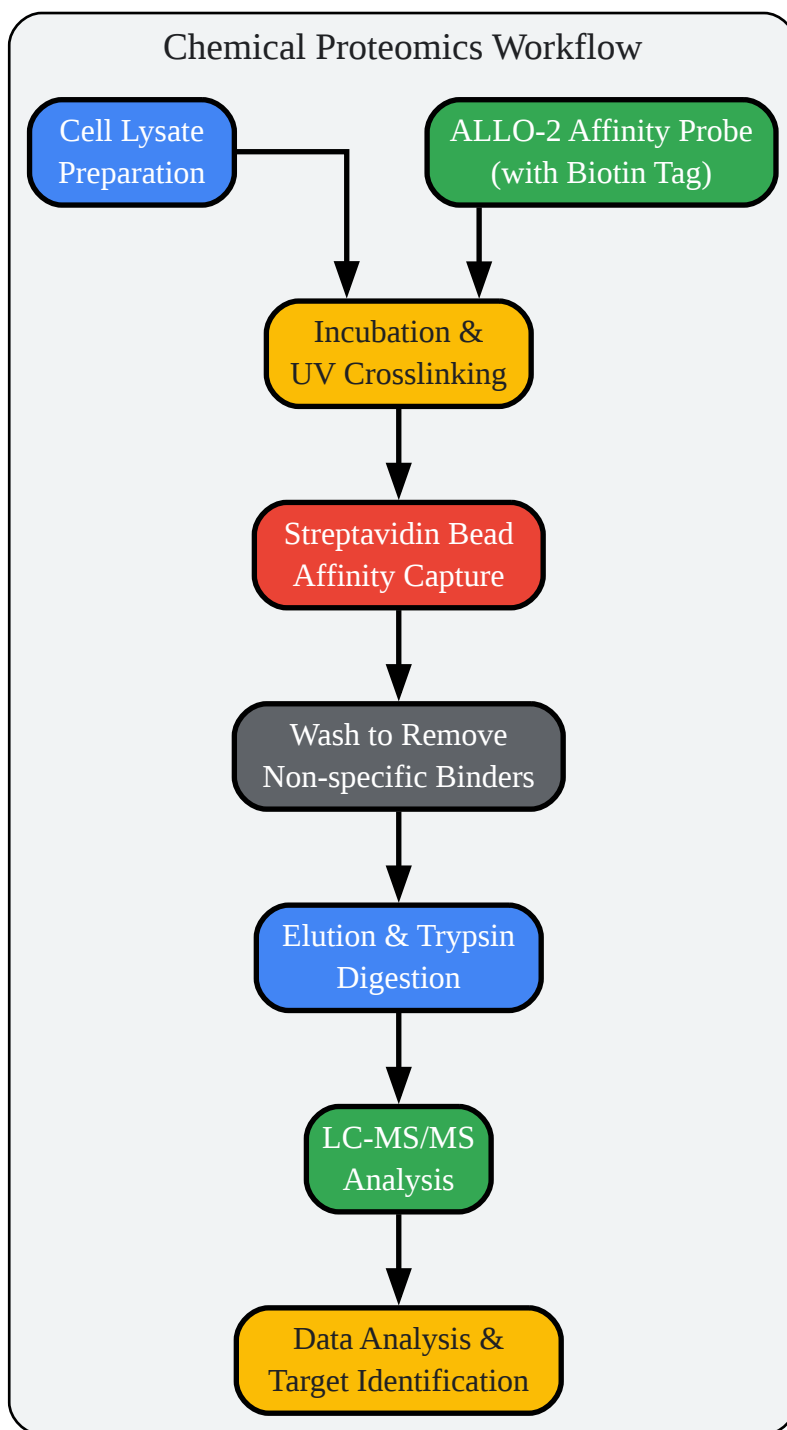 Chemical Proteomics Workflow
Cell Lysate
Preparation
ALLO-2 Affinity Probe
(with Biotin Tag)
Incubation &
UV Crosslinking
Streptavidin Bead
Affinity Capture
Wash to Remove
Non-specific Binders
Elution & Trypsin
Digestion
LC-MS/MS
Analysis
Data Analysis &
Target Identification